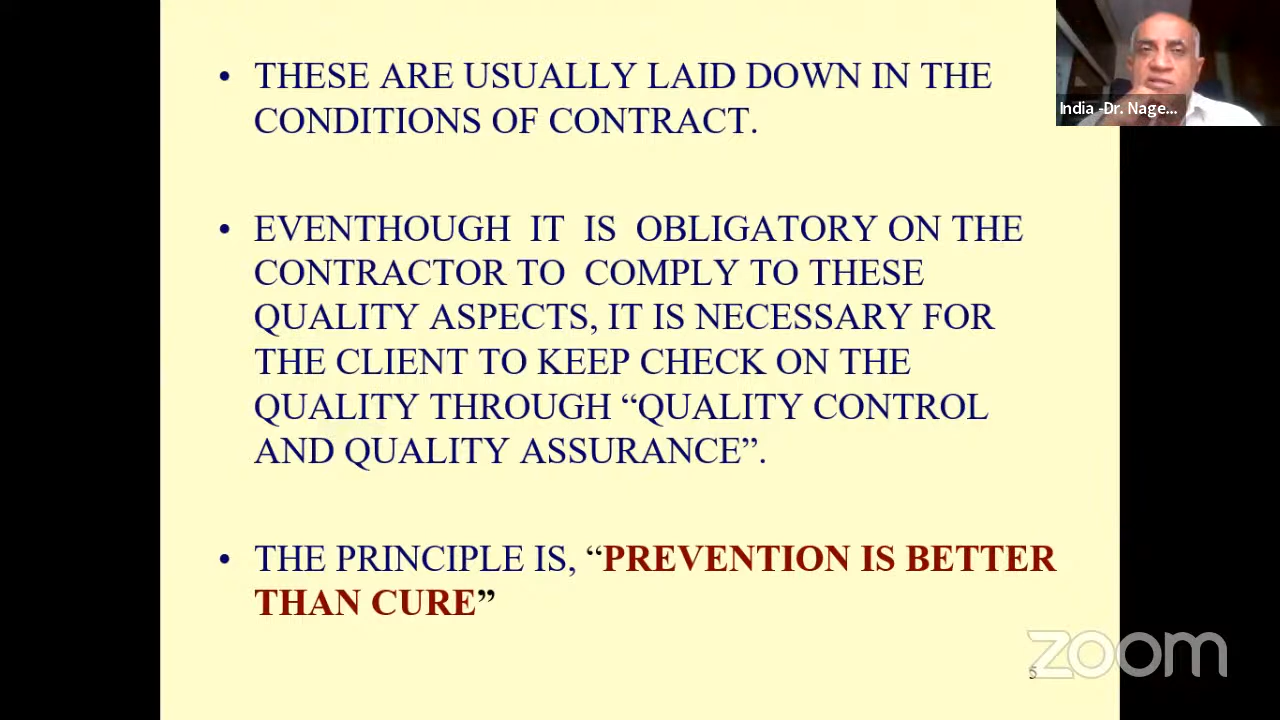 • THESE ARE USUALLY LAID DOWN IN THE
CONDITIONS OF CONTRACT.
• EVENTHOUGH IT IS OBLIGATORY ON THE
CONTRACTOR TO COMPLY TO THESE
QUALITY ASPECTS, IT IS NECESSARY FOR
THE CLIENT TO KEEP CHECK ON THE
QUALITY THROUGH “QUALITY CONTROL
AND QUALITY ASSURANCE”.
• THE PRINCIPLE IS, “PREVENTION IS BETTER
THAN CURE”
India -Dr. Nage...
zoom
5